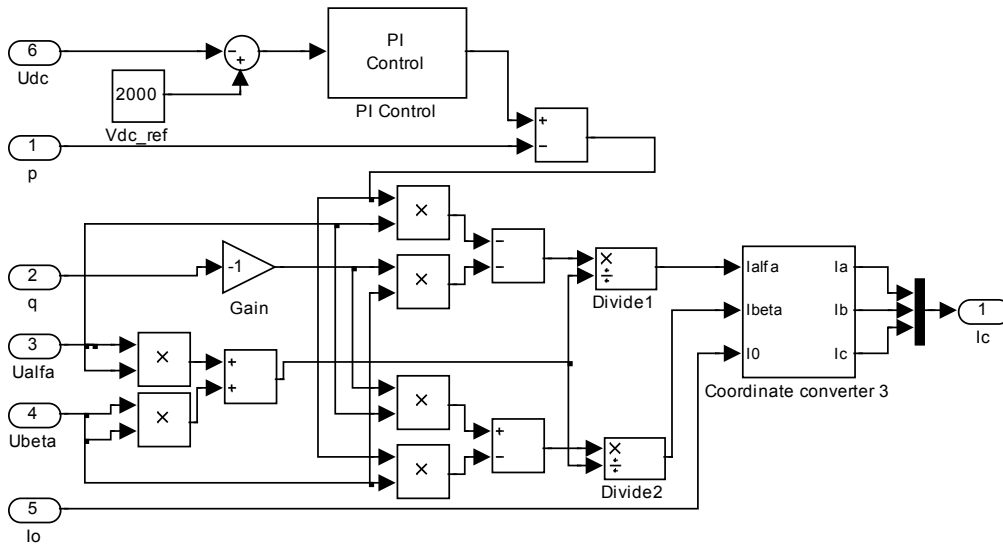 6
Udc
2000
Vdc_ref
PI
Control
PI Control
1
p
2
q
-1
Gain
3
Ualfa
4
Ubeta
5
Io
×
×
×
×
×
×
−
+
+
−
+
+
−
−
+
−
×
÷
Divide1
×
÷
Divide2
Ialfa
Ibeta
I0
Ia
Ib
Ic
Coordinate converter 3
1
Ic